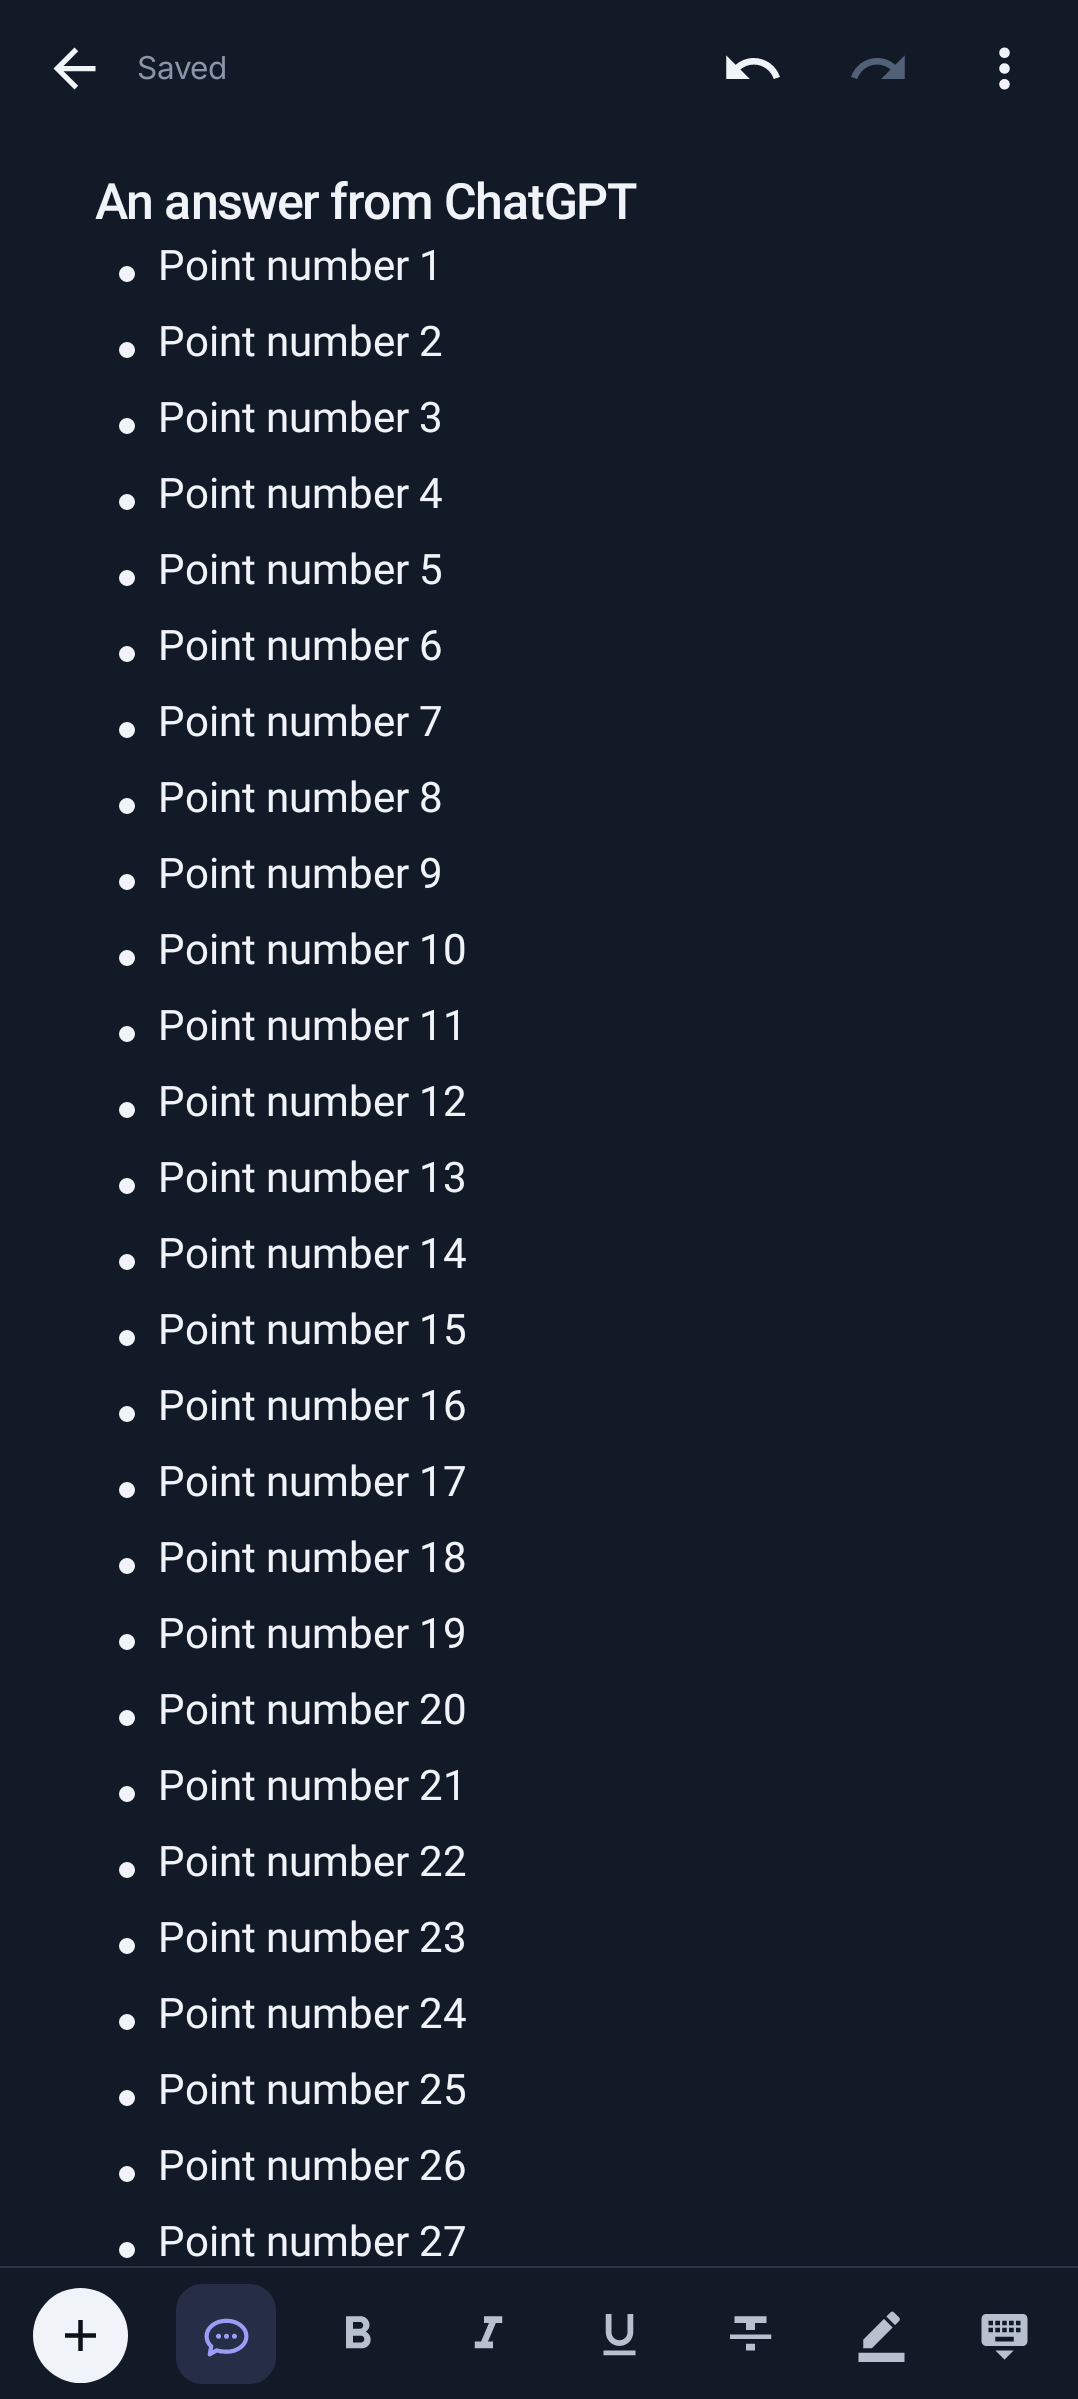 Saved
An answer from ChatGPT
• Point number 1
• Point number 2
• Point number 3
• Point number 4
• Point number 5
• Point number 6
• Point number 7
• Point number 8
• Point number 9
• Point number 10
• Point number 11
• Point number 12
• Point number 13
• Point number 14
• Point number 15
• Point number 16
• Point number 17
• Point number 18
• Point number 19
• Point number 20
• Point number 21
• Point number 22
• Point number 23
• Point number 24
• Point number 25
• Point number 26
• Point number 27
B I U T